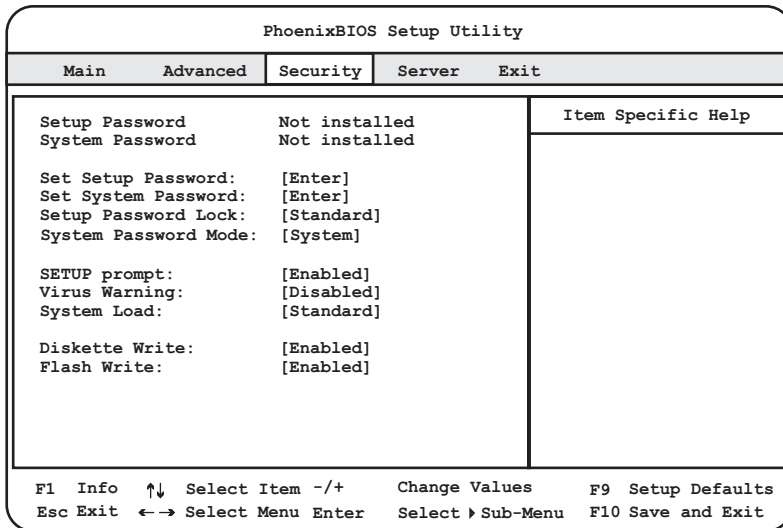 PhoenixBIOS Setup Utility
Main Advanced Security Server Exit
Item Specific Help
Setup Password Not installed
System Password Not installed
Set Setup Password: [Enter]
Set System Password: [Enter]
Setup Password Lock: [Standard]
System Password Mode: [System]
SETUP prompt: [Enabled]
Virus Warning: [Disabled]
System Load: [Standard]
Diskette Write: [Enabled]
Flash Write: [Enabled]
F1 Info ↑↓ Select Item -/+ Change Values F9 Setup Defaults
Esc Exit ←→ Select Menu Enter Select ▸ Sub-Menu F10 Save and Exit